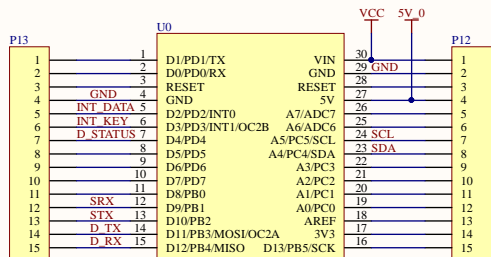 VCC 5V_0
P13 U0 P12
1 1 D1/PD1/TX VIN 30 1
2 2 D0/PD0/RX GND 29 GND 2
3 3 RESET RESET 28 3
4 GND 4 GND 5V 27 4
5 INT_DATA 5 D2/PD2/INT0 A7/ADC7 26 5
6 INT_KEY 6 D3/PD3/INT1/OC2B A6/ADC6 25 6
7 D_STATUS 7 D4/PD4 A5/PC5/SCL 24 SCL 7
8 8 D5/PD5 A4/PC4/SDA 23 SDA 8
9 9 D6/PD6 A3/PC3 22 9
10 10 D7/PD7 A2/PC2 21 10
11 11 D8/PB0 A1/PC1 20 11
12 SRX 12 D9/PB1 A0/PC0 19 12
13 STX 13 D10/PB2 AREF 18 13
14 D_TX 14 D11/PB3/MOSI/OC2A 3V3 17 14
15 D_RX 15 D12/PB4/MISO D13/PB5/SCK 16 15